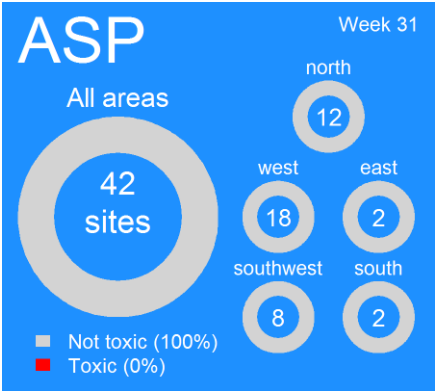 ASP
Week 31
All areas
42
sites
north
12
west
18
east
2
southwest
8
south
2
Not toxic (100%)
Toxic (0%)